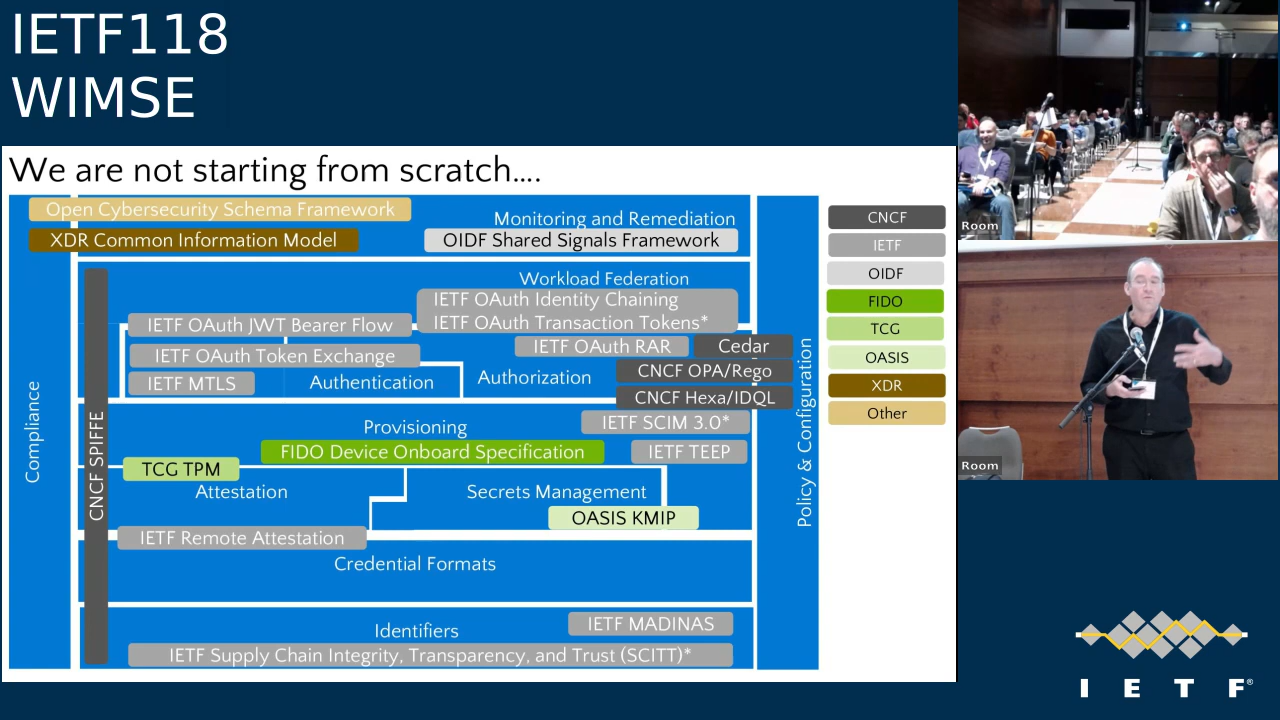 IETF118
WIMSE
We are not starting from scratch....
Open Cybersecurity Schema Framework
Monitoring and Remediation
XDR Common Information Model
OIDF Shared Signals Framework
Workload Federation
IETF OAuth Identity Chaining
IETF OAuth Transaction Tokens*
IETF OAuth JWT Bearer Flow
IETF OAuth RAR
Cedar
IETF OAuth Token Exchange
CNCF OPA/Rego
IETF MTLS
Authentication
Authorization
CNCF Hexa/IDQL
IETF SCIM 3.0*
Provisioning
FIDO Device Onboard Specification
IETF TEEP
TCG TPM
Attestation
Secrets Management
OASIS KMIP
IETF Remote Attestation
Credential Formats
Identifiers
IETF MADINAS
IETF Supply Chain Integrity, Transparency, and Trust (SCITT)*
Compliance
CNCF SPIFFE
Policy & Configuration
CNCF
IETF
OIDF
FIDO
TCG
OASIS
XDR
Other
Room
Room
I E T F®